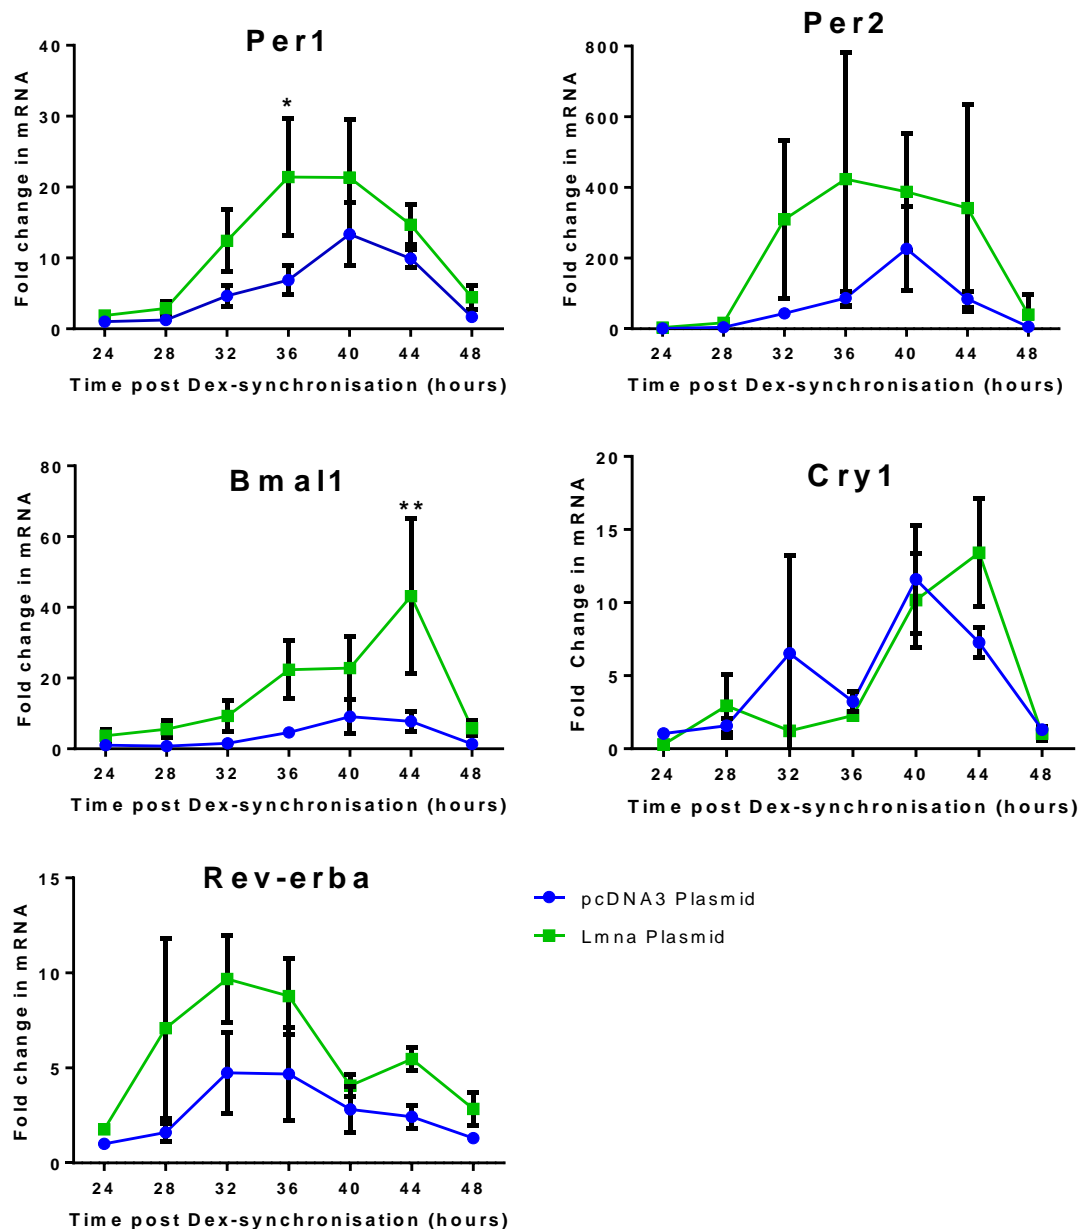 Per1
Fold change in mRNA
40
30
20
10
0
*
24 28 32 36 40 44 48
Time post Dex-synchronisation (hours)
Per2
Fold change in mRNA
800
600
400
200
0
24 28 32 36 40 44 48
Time post Dex-synchronisation (hours)
Bmal1
Fold change in mRNA
80
60
40
20
0
**
24 28 32 36 40 44 48
Time post Dex-synchronisation (hours)
Cry1
Fold Change in mRNA
20
15
10
5
0
24 28 32 36 40 44 48
Time post Dex-synchronisation (hours)
Rev-erba
Fold change in mRNA
15
10
5
0
24 28 32 36 40 44 48
Time post Dex-synchronisation (hours)
pcDNA3 Plasmid
Lmna Plasmid